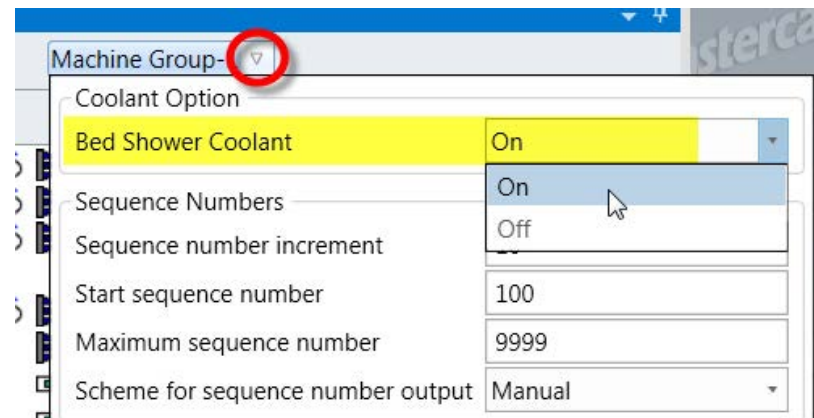 Machine Group-
Coolant Option
Bed Shower Coolant On
On
Sequence Numbers
Off
Sequence number increment
Start sequence number 100
Maximum sequence number 9999
Scheme for sequence number output Manual